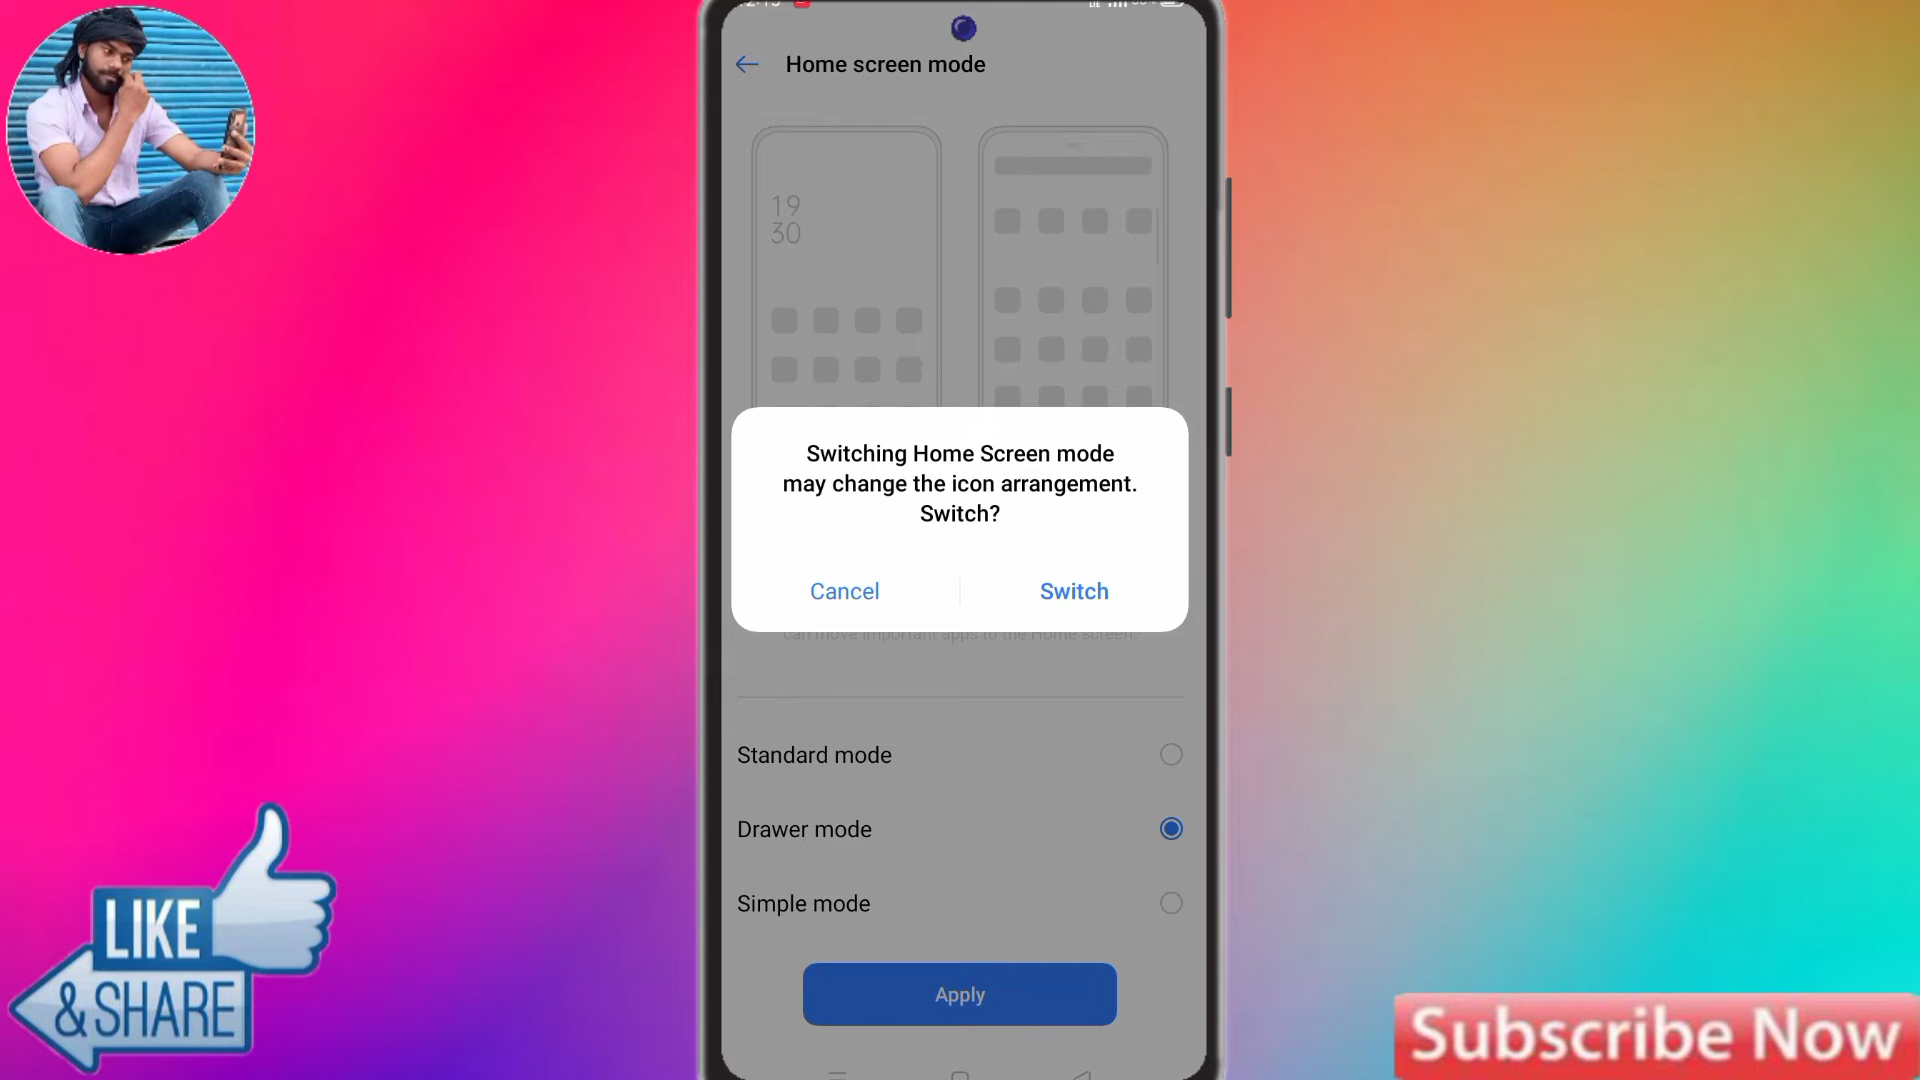 Home screen mode
19
30
Switching Home Screen mode
may change the icon arrangement.
Switch?
Cancel
Switch
can move important apps to the Home screen.
Standard mode
Drawer mode
Simple mode
Apply
LIKE
& SHARE
Subscribe Now